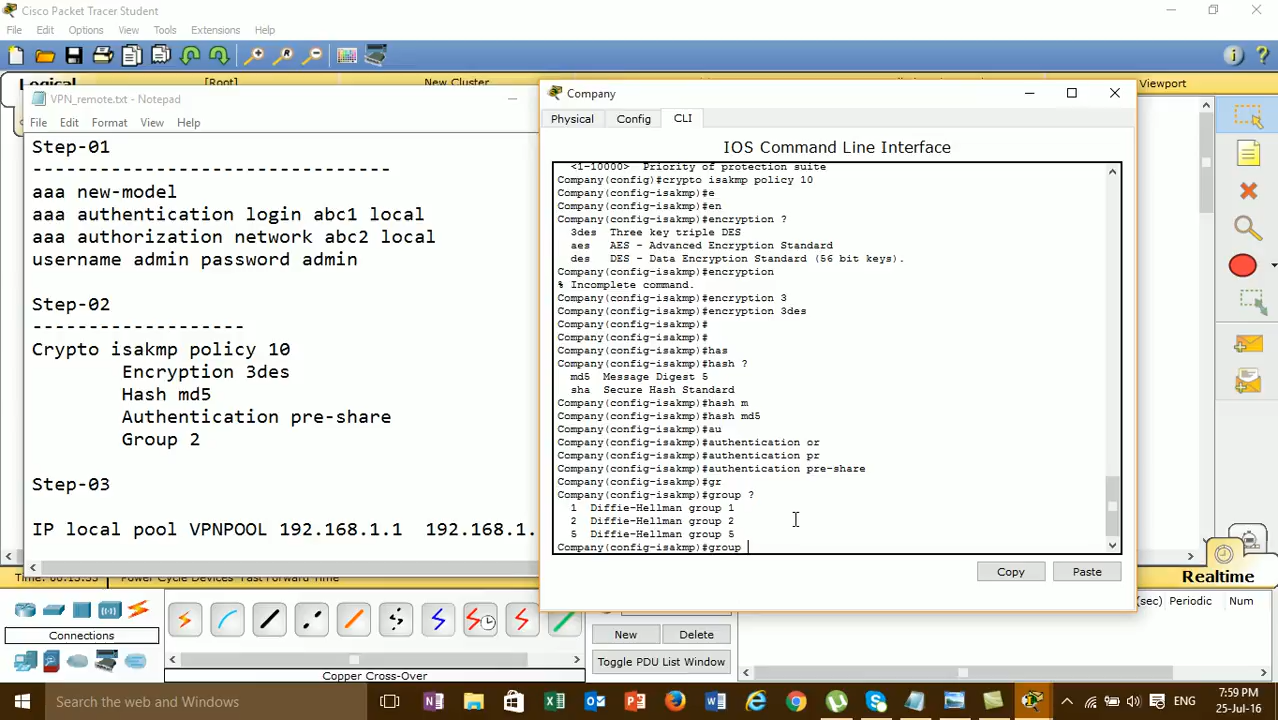 Cisco Packet Tracer Student
File Edit Options View Tools Extensions Help
Logical [Root] New Cluster Viewport
VPN_remote.txt - Notepad
File Edit Format View Help
Step-01
--------------------------------
aaa new-model
aaa authentication login abc1 local
aaa authorization network abc2 local
username admin password admin
Step-02
-------------------
Crypto isakmp policy 10
Encryption 3des
Hash md5
Authentication pre-share
Group 2
Step-03
IP local pool VPNPOOL 192.168.1.1 192.168.1.
Company
Physical Config CLI
IOS Command Line Interface
<1-10000> Priority of protection suite
Company(config)#crypto isakmp policy 10
Company(config-isakmp)#e
Company(config-isakmp)#en
Company(config-isakmp)#encryption ?
3des Three key triple DES
aes AES - Advanced Encryption Standard
des DES - Data Encryption Standard (56 bit keys).
Company(config-isakmp)#encryption
% Incomplete command.
Company(config-isakmp)#encryption 3
Company(config-isakmp)#encryption 3des
Company(config-isakmp)#
Company(config-isakmp)#
Company(config-isakmp)#has
Company(config-isakmp)#hash ?
md5 Message Digest 5
sha Secure Hash Standard
Company(config-isakmp)#hash m
Company(config-isakmp)#hash md5
Company(config-isakmp)#au
Company(config-isakmp)#authentication or
Company(config-isakmp)#authentication pr
Company(config-isakmp)#authentication pre-share
Company(config-isakmp)#gr
Company(config-isakmp)#group ?
1 Diffie-Hellman group 1
2 Diffie-Hellman group 2
5 Diffie-Hellman group 5
Company(config-isakmp)#group
Copy Paste
Power Cycle Devices Fast Forward Time
Realtime
Connections
(sec) Periodic Num
New Delete
Toggle PDU List Window
Copper Cross-Over
Search the web and Windows
ENG
7:59 PM
25-Jul-16